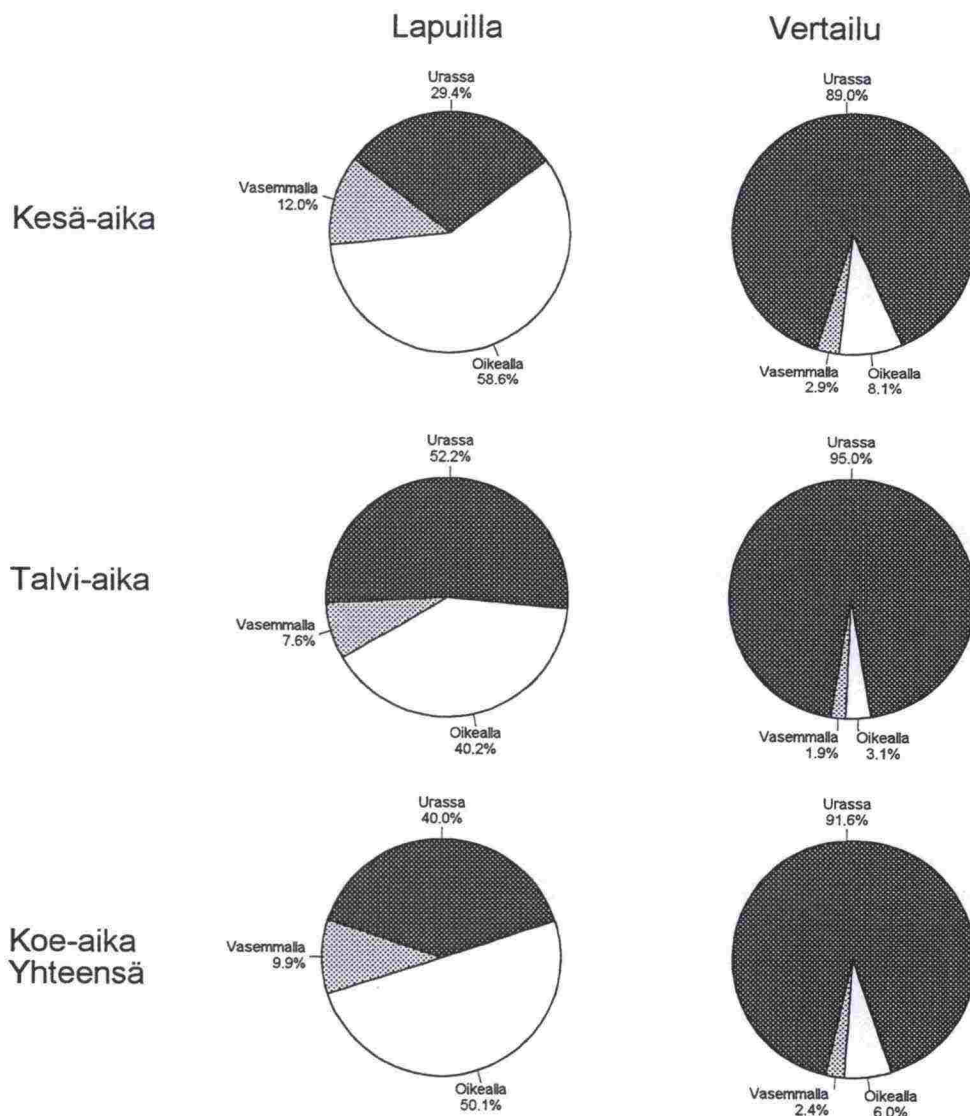 Lapuilla
Vertailu
Kesä-aika
Urassa
29.4%
Vasemmalla
12.0%
Oikealla
58.6%
Urassa
89.0%
Vasemmalla
2.9%
Oikealla
8.1%
Talvi-aika
Urassa
52.2%
Vasemmalla
7.6%
Oikealla
40.2%
Urassa
95.0%
Vasemmalla
1.9%
Oikealla
3.1%
Koe-aika
Yhteensä
Urassa
40.0%
Vasemmalla
9.9%
Oikealla
50.1%
Urassa
91.6%
Vasemmalla
2.4%
Oikealla
6.0%